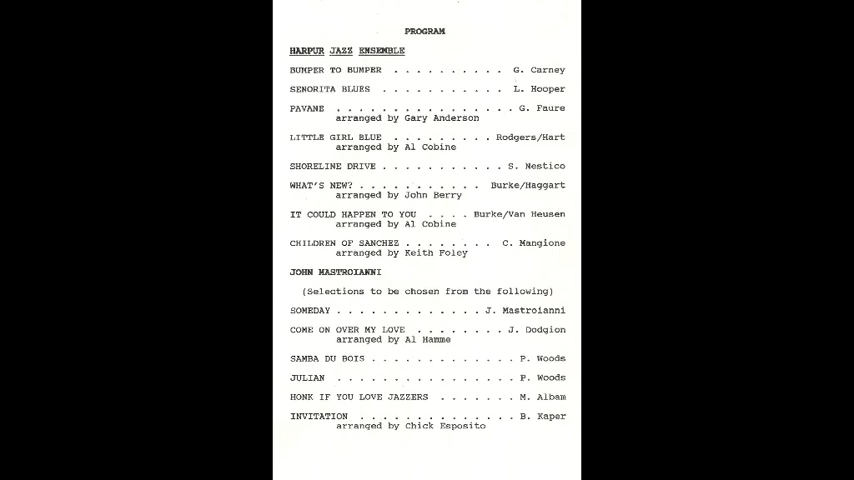 PROGRAM
HARPUR JAZZ ENSEMBLE
BUMPER TO BUMPER . . . . . . . . . . G. Carney
SENORITA BLUES . . . . . . . . . . . L. Hooper
PAVANE . . . . . . . . . . . . . . . . G. Faure
arranged by Gary Anderson
LITTLE GIRL BLUE . . . . . . . . . Rodgers/Hart
arranged by Al Cobine
SHORELINE DRIVE . . . . . . . . . . . S. Nestico
WHAT'S NEW? . . . . . . . . . . . Burke/Haggart
arranged by John Berry
IT COULD HAPPEN TO YOU . . . . Burke/Van Heusen
arranged by Al Cobine
CHILDREN OF SANCHEZ . . . . . . . . C. Mangione
arranged by Keith Foley
JOHN MASTROIANNI
(Selections to be chosen from the following)
SOMEDAY . . . . . . . . . . . . . J. Mastroianni
COME ON OVER MY LOVE . . . . . . . . J. Dodgion
arranged by Al Hamme
SAMBA DU BOIS . . . . . . . . . . . . P. Woods
JULIAN . . . . . . . . . . . . . . . . P. Woods
HONK IF YOU LOVE JAZZERS . . . . . . . M. Albam
INVITATION . . . . . . . . . . . . . . B. Kaper
arranged by Chick Esposito